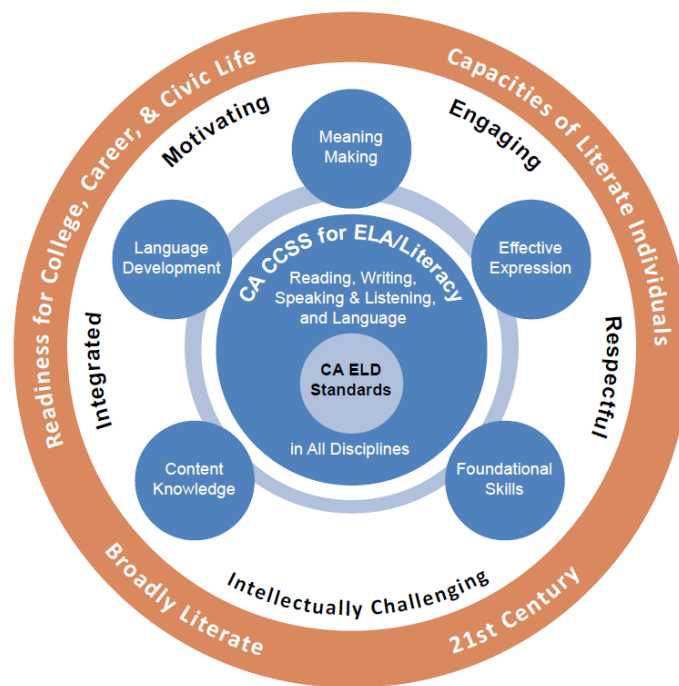 Readiness for College, Career, & Civic Life
Capacities of Literate Individuals
Motivating
Engaging
Meaning
Making
Language
Development
Effective
Expression
CA CCSS for ELA/Literacy
Reading, Writing,
Speaking & Listening,
and Language
CA ELD
Standards
in All Disciplines
Integrated
Respectful
Content
Knowledge
Foundational
Skills
Intellectually Challenging
Broadly Literate
21st Century